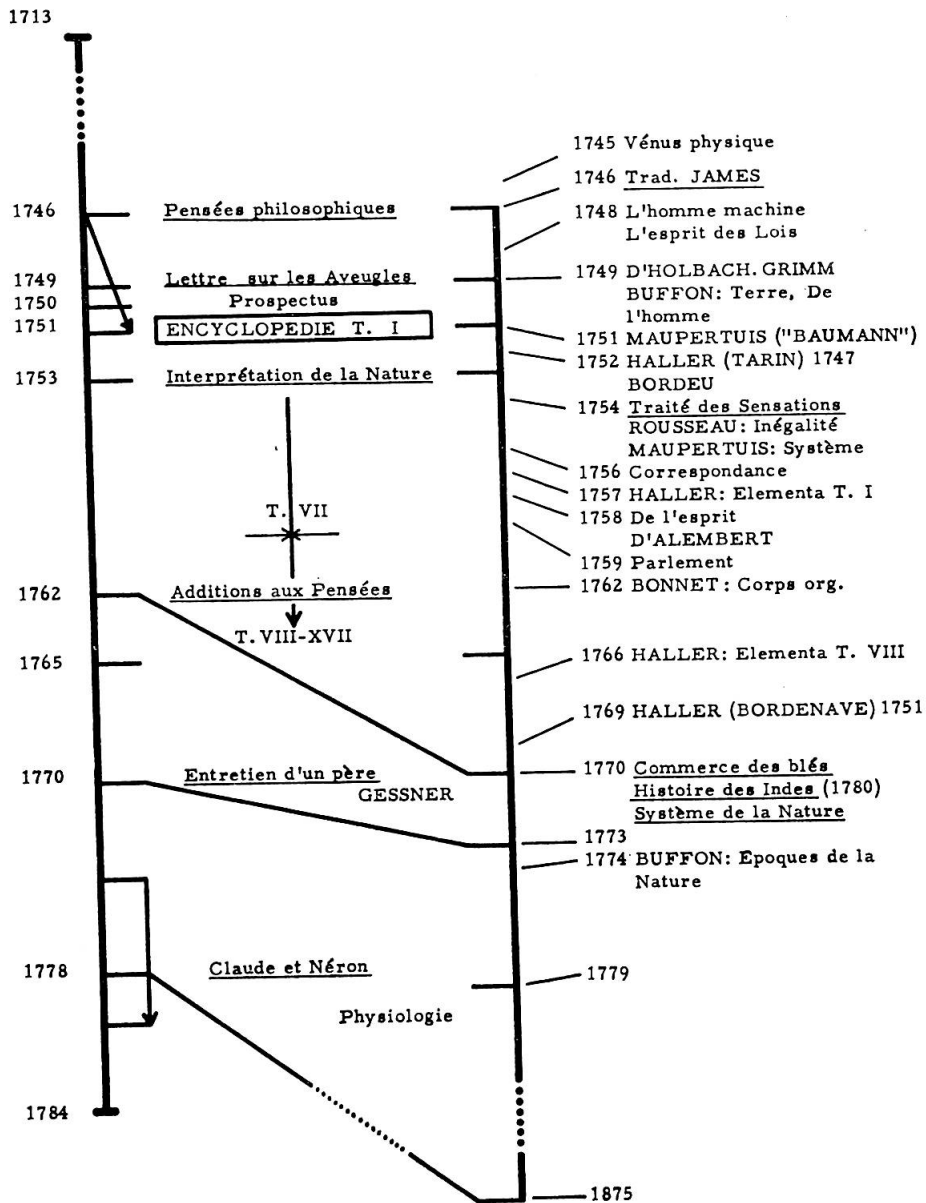 1713
1745 Vénus physique
1746 Trad. JAMES
1746 Pensées philosophiques
1748 L'homme machine
L'esprit des Lois
1749 Lettre sur les Aveugles
1749 D'HOLBACH. GRIMM
BUFFON: Terre, De
l'homme
1750 Prospectus
1751 ENCYCLOPEDIE T. I
1751 MAUPERTUIS ("BAUMANN")
1752 HALLER (TARIN) 1747
BORDEU
1753 Interprétation de la Nature
1754 Traité des Sensations
ROUSSEAU: Inégalité
MAUPERTUIS: Système
1756 Correspondance
1757 HALLER: Elementa T. I
1758 De l'esprit
D'ALEMBERT
T. VII
1759 Parlement
1762 Additions aux Pensées
1762 BONNET : Corps org.
T. VIII-XVII
1765
1766 HALLER: Elementa T. VIII
1769 HALLER (BORDENAVE) 1751
1770 Entretien d'un père
GESSNER
1770 Commerce des blés
Histoire des Indes (1780)
Système de la Nature
1773
1774 BUFFON: Epoques de la
Nature
1778 Claude et Néron
1779
Physiologie
1784
1875